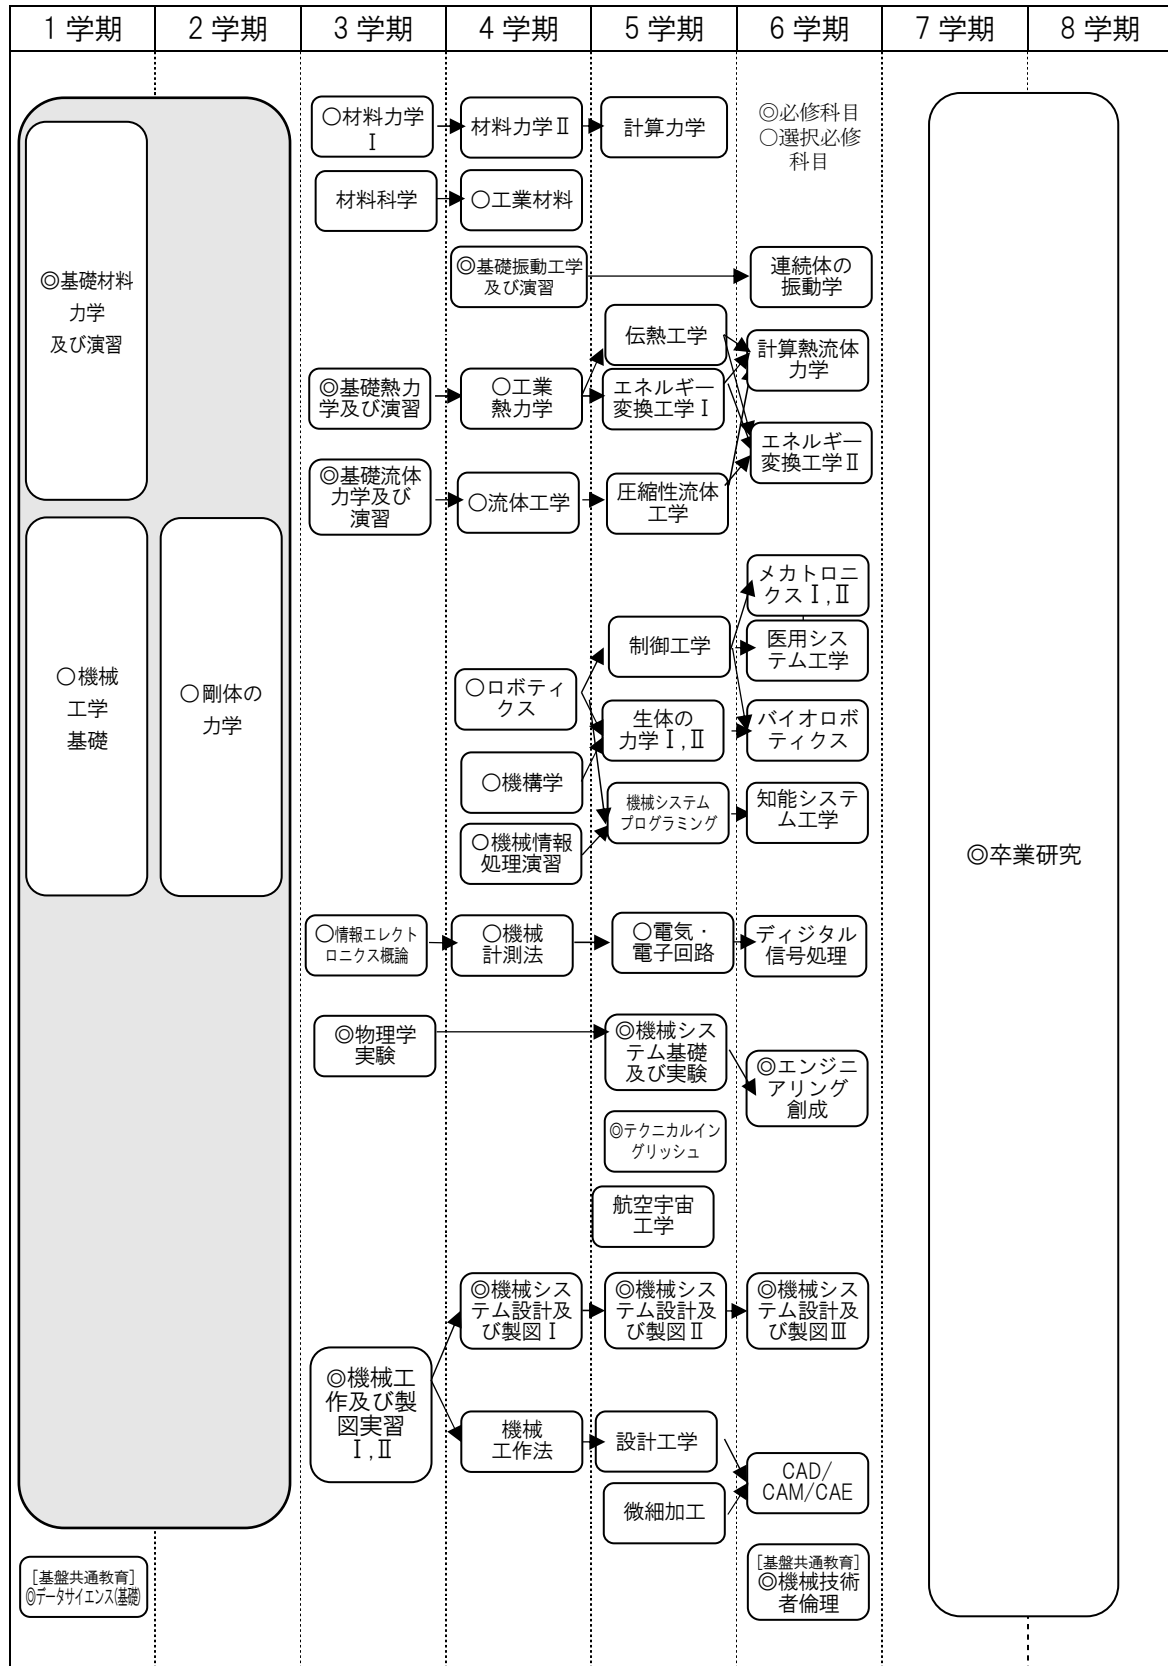 1 学期
2 学期
3 学期
4 学期
5 学期
6 学期
7 学期
8 学期
◎基礎材料
力学
及び演習
○機械
工学
基礎
[基盤共通教育]
◎データサイエンス(基礎)
○剛体の
力学
○材料力学
Ⅰ
材料科学
◎基礎熱力
学及び演習
◎基礎流体
力学及び
演習
○情報エレクト
ロニクス概論
◎物理学
実験
◎機械工
作及び製
図実習
Ⅰ,Ⅱ
材料力学Ⅱ
○工業材料
◎基礎振動工学
及び演習
○工業
熱力学
○流体工学
○ロボティ
クス
○機構学
○機械情報
処理演習
○機械
計測法
◎機械シス
テム設計及
び製図Ⅰ
機械
工作法
計算力学
伝熱工学
エネルギー
変換工学Ⅰ
圧縮性流体
工学
制御工学
生体の
力学Ⅰ,Ⅱ
機械システム
プログラミング
○電気・
電子回路
◎機械シス
テム基礎
及び実験
◎テクニカルイン
グリッシュ
航空宇宙
工学
◎機械シス
テム設計及
び製図Ⅱ
設計工学
微細加工
◎必修科目
○選択必修
科目
連続体の
振動学
計算熱流体
力学
エネルギー
変換工学Ⅱ
メカトロニ
クスⅠ,Ⅱ
医用シス
テム工学
バイオロボ
ティクス
知能システ
ム工学
ディジタル
信号処理
◎エンジニ
アリング
創成
◎機械シス
テム設計及
び製図Ⅲ
CAD/
CAM/CAE
[基盤共通教育]
◎機械技術
者倫理
◎卒業研究